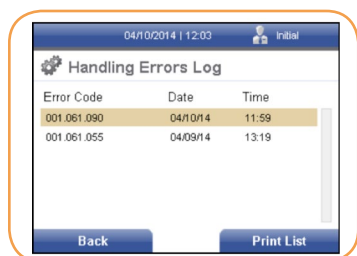 04/10/2014 | 12:03 Initial
Handling Errors Log
Error Code Date Time
001.061.090 04/10/14 11:59
001.061.055 04/09/14 13:19
Back Print List